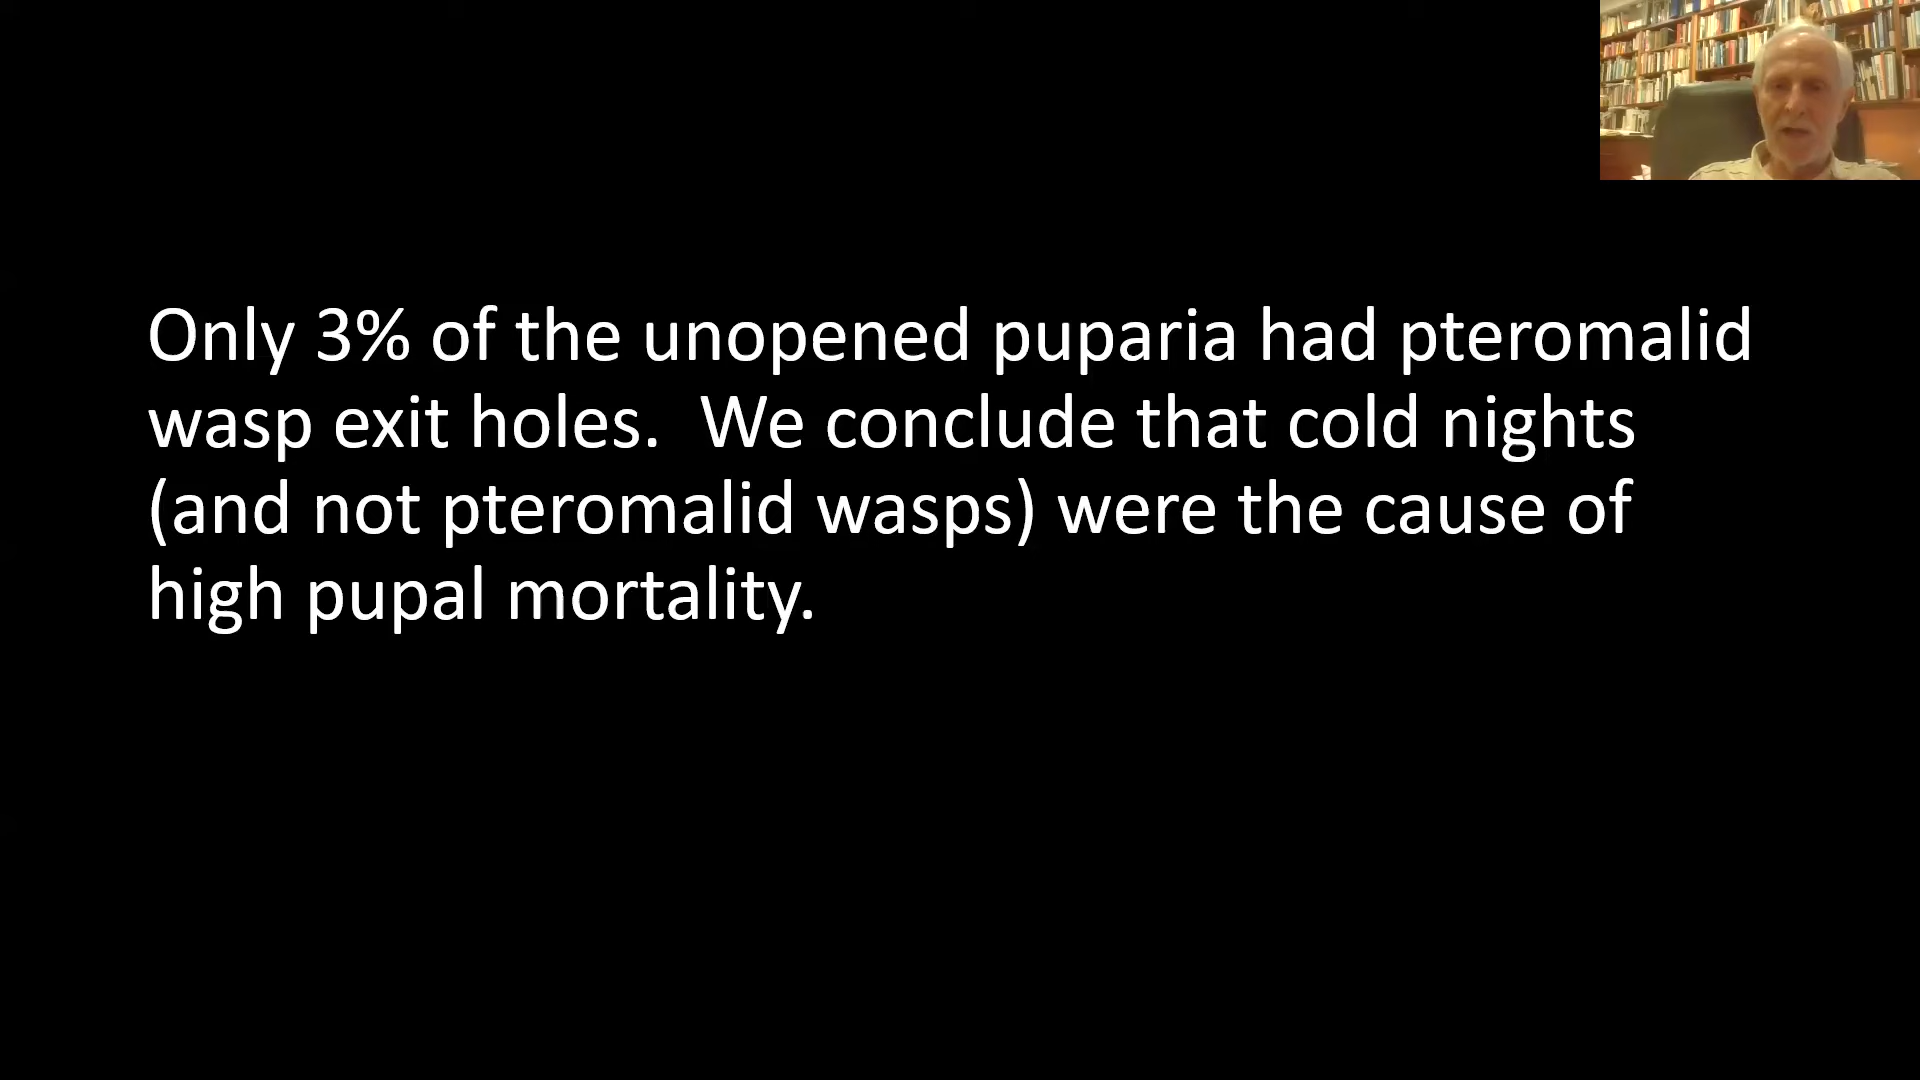 Only 3% of the unopened puparia had pteromalid
wasp exit holes.  We conclude that cold nights
(and not pteromalid wasps) were the cause of
high pupal mortality.